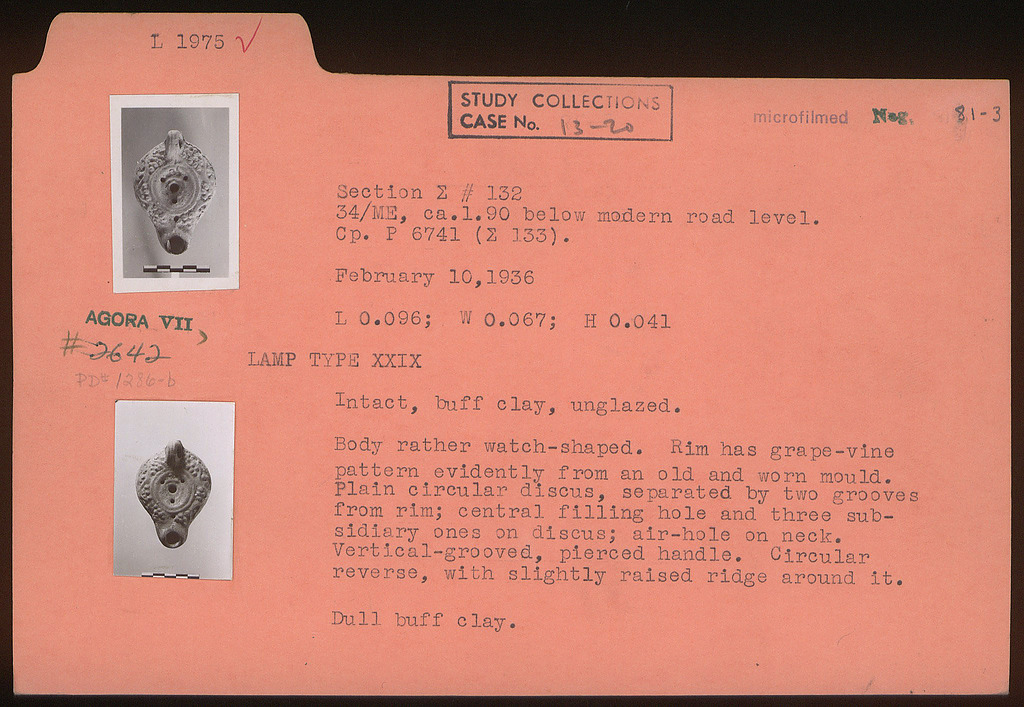 L 1975 ✓
STUDY COLLECTIONS
CASE No. 13-20
microfilmed Neg. 81-3
Section Σ # 132
34/ME, ca.1.90 below modern road level.
Cp. P 6741 (Σ 133).
February 10,1936
L 0.096; W 0.067; H 0.041
AGORA VII,
# 2642
PD# 1286-b
LAMP TYPE XXIX
Intact, buff clay, unglazed.
Body rather watch-shaped. Rim has grape-vine
pattern evidently from an old and worn mould.
Plain circular discus, separated by two grooves
from rim; central filling hole and three sub-
sidiary ones on discus; air-hole on neck.
Vertical-grooved, pierced handle. Circular
reverse, with slightly raised ridge around it.
Dull buff clay.